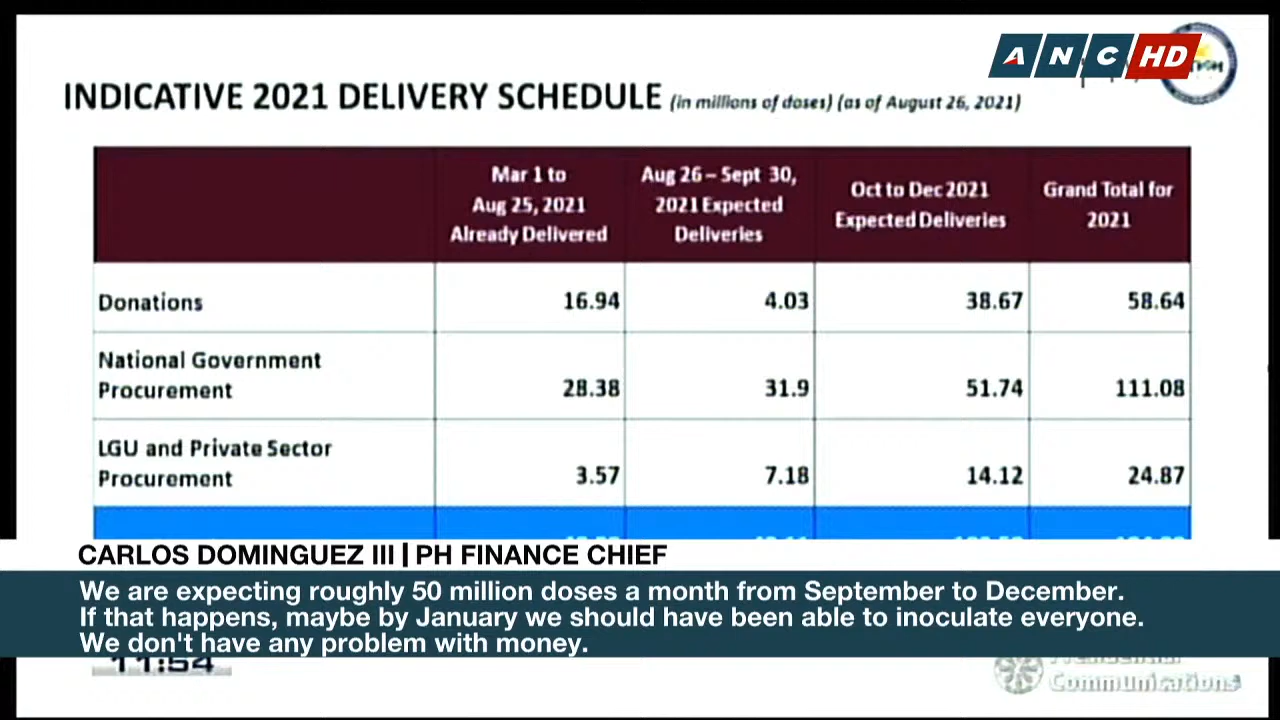 ANC HD
INDICATIVE 2021 DELIVERY SCHEDULE (in millions of doses) (as of August 26, 2021)
Mar 1 to
Aug 25, 2021
Already Delivered
Aug 26 – Sept 30,
2021 Expected
Deliveries
Oct to Dec 2021
Expected Deliveries
Grand Total for
2021
Donations 16.94 4.03 38.67 58.64
National Government
Procurement 28.38 31.9 51.74 111.08
LGU and Private Sector
Procurement 3.57 7.18 14.12 24.87
CARLOS DOMINGUEZ III | PH FINANCE CHIEF
We are expecting roughly 50 million doses a month from September to December.
If that happens, maybe by January we should have been able to inoculate everyone.
We don't have any problem with money.
11:54
Presidential
Communications